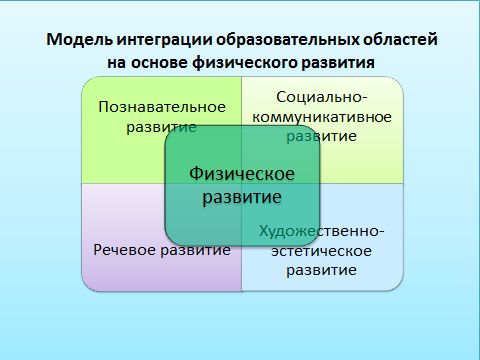 Модель интеграции образовательных областей
на основе физического развития
Познавательное
развитие
Социально-
коммуникативное
развитие
Физическое
развитие
Речевое развитие
Художественно-
эстетическое
развитие